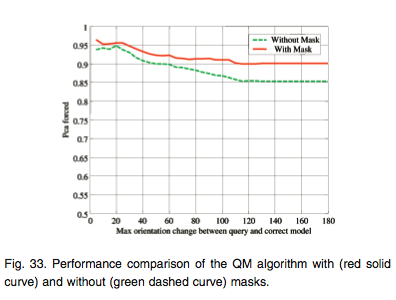 1
0.95
0.9
0.85
0.8
0.75
0.7
0.65
0.6
0.55
0.5
Pca forced
Without Mask
With Mask
0 20 40 60 80 100 120 140 160 180
Max orientation change between query and correct model
Fig. 33. Performance comparison of the QM algorithm with (red solid
curve) and without (green dashed curve) masks.